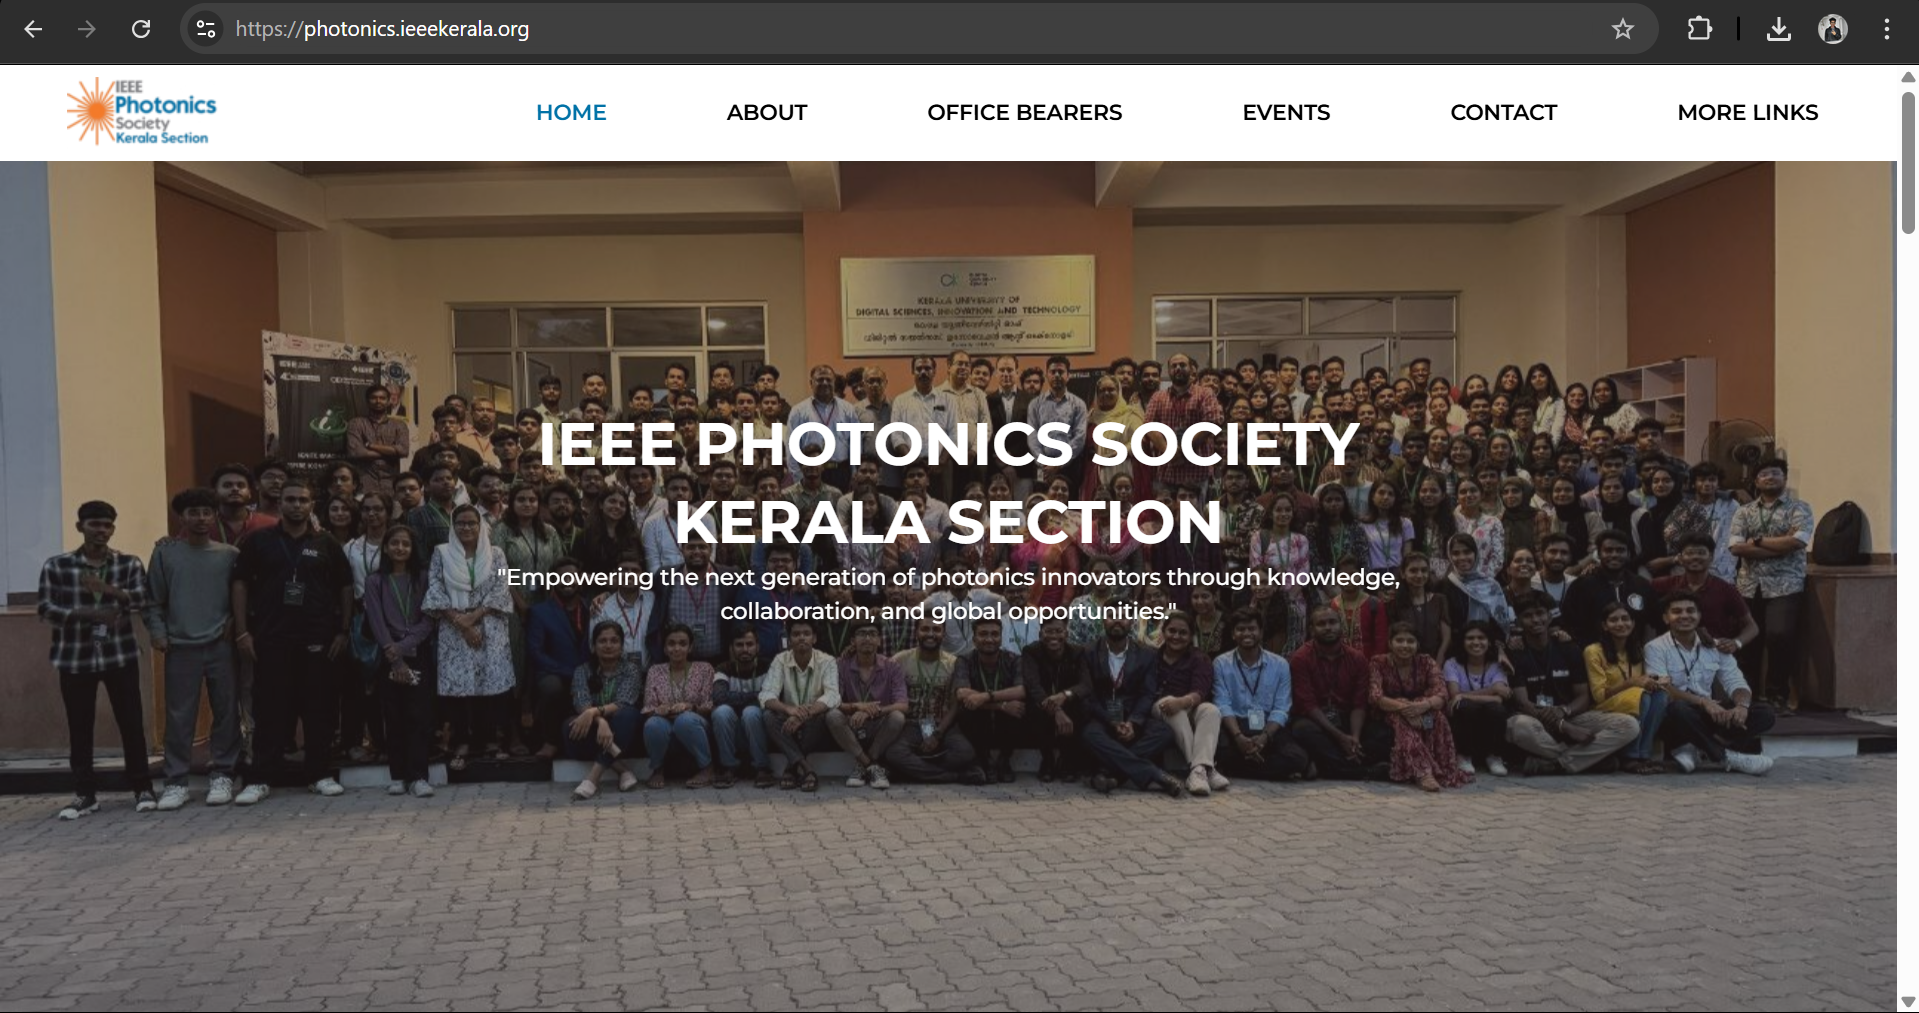 https://photonics.ieeekerala.org
IEEE
Photonics
Society
Kerala Section
HOME
ABOUT
OFFICE BEARERS
EVENTS
CONTACT
MORE LINKS
KERALA UNIVERSITY OF
DIGITAL SCIENCES, INNOVATION AND TECHNOLOGY
IEEE PHOTONICS SOCIETY
KERALA SECTION
"Empowering the next generation of photonics innovators through knowledge,
collaboration, and global opportunities."